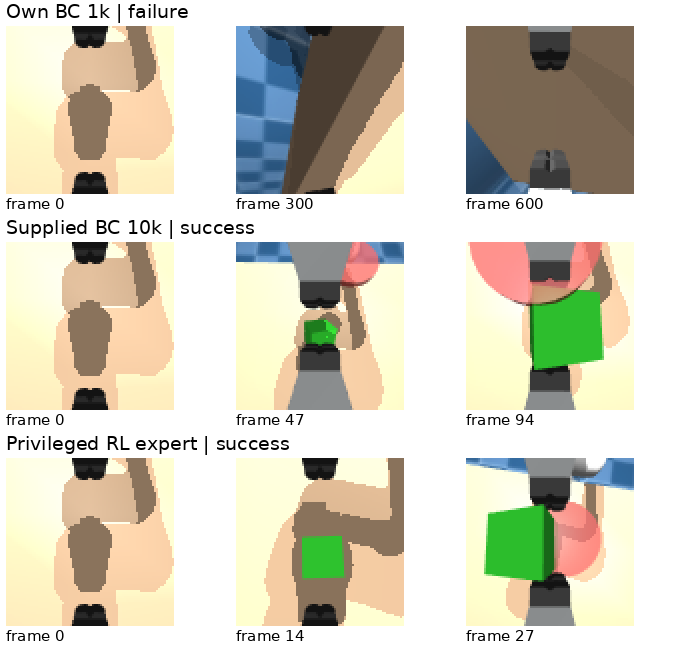 Own BC 1k | failure
frame 0
frame 300
frame 600
Supplied BC 10k | success
frame 0
frame 47
frame 94
Privileged RL expert | success
frame 0
frame 14
frame 27